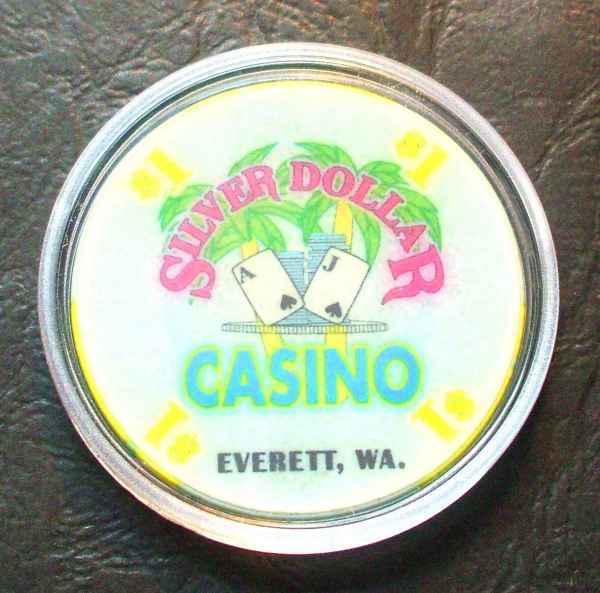 $1 $1
SILVER DOLLAR
A J
CASINO
$1 $1
EVERETT, WA.